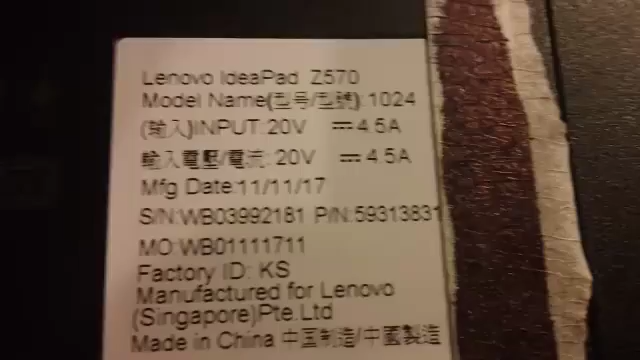 Lenovo IdeaPad Z570
Model Name(型号/型號):1024
(输入)INPUT:20V ⎓ 4.5A
輸入電壓/電流: 20V ⎓ 4.5A
Mfg Date:11/11/17
S/N:WB03992181 P/N:59313831
MO:WB01111711
Factory ID: KS
Manufactured for Lenovo
(Singapore)Pte.Ltd
Made in China 中国制造/中國製造